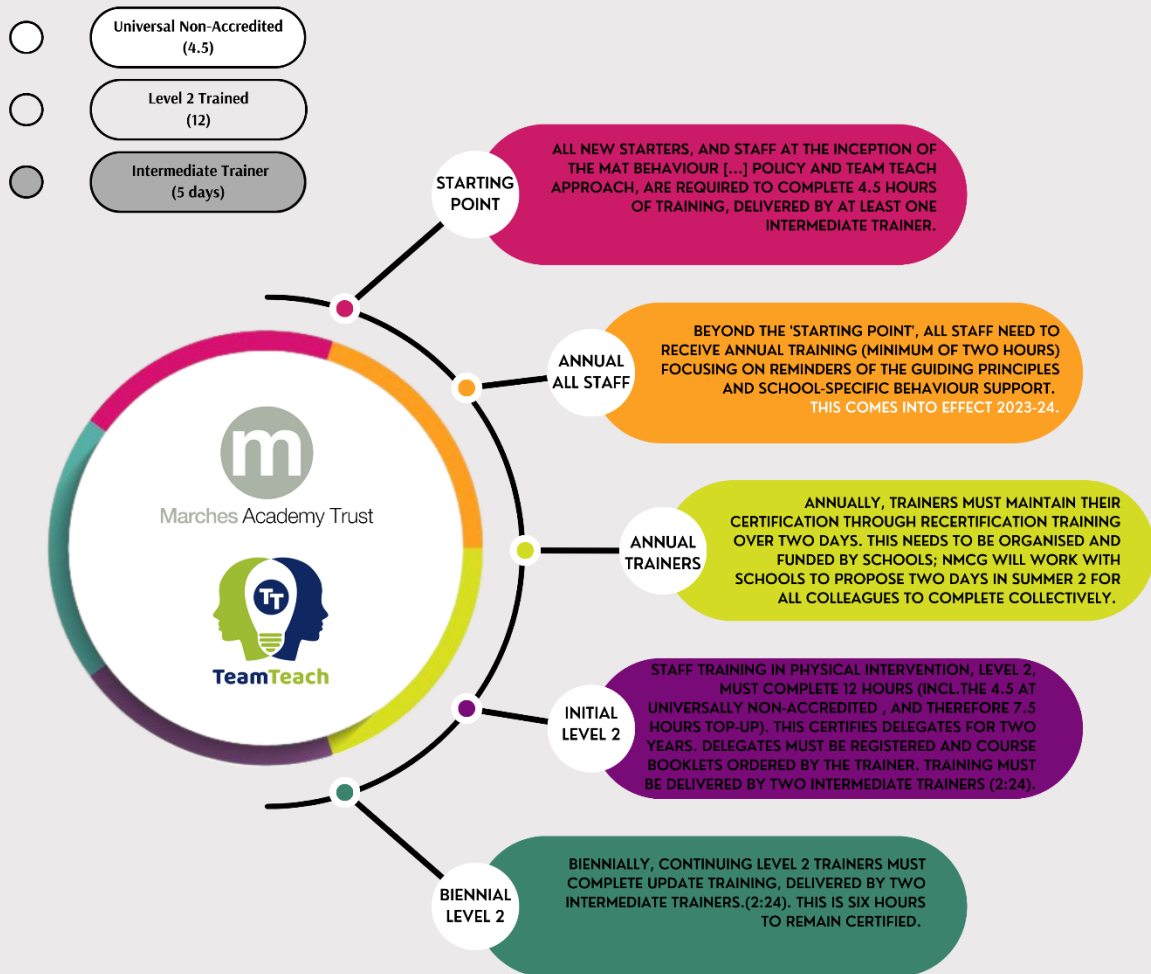 Universal Non-Accredited
(4.5)
Level 2 Trained
(12)
Intermediate Trainer
(5 days)
STARTING
POINT
ALL NEW STARTERS, AND STAFF AT THE INCEPTION OF
THE MAT BEHAVIOUR [...] POLICY AND TEAM TEACH
APPROACH, ARE REQUIRED TO COMPLETE 4.5 HOURS
OF TRAINING, DELIVERED BY AT LEAST ONE
INTERMEDIATE TRAINER.
ANNUAL
ALL STAFF
BEYOND THE 'STARTING POINT', ALL STAFF NEED TO
RECEIVE ANNUAL TRAINING (MINIMUM OF TWO HOURS)
FOCUSING ON REMINDERS OF THE GUIDING PRINCIPLES
AND SCHOOL-SPECIFIC BEHAVIOUR SUPPORT.
THIS COMES INTO EFFECT 2023-24.
m
Marches Academy Trust
TT
TeamTeach
ANNUAL
TRAINERS
ANNUALLY, TRAINERS MUST MAINTAIN THEIR
CERTIFICATION THROUGH RECERTIFICATION TRAINING
OVER TWO DAYS. THIS NEEDS TO BE ORGANISED AND
FUNDED BY SCHOOLS; NMCG WILL WORK WITH
SCHOOLS TO PROPOSE TWO DAYS IN SUMMER 2 FOR
ALL COLLEAGUES TO COMPLETE COLLECTIVELY.
INITIAL
LEVEL 2
STAFF TRAINING IN PHYSICAL INTERVENTION, LEVEL 2,
MUST COMPLETE 12 HOURS (INCL.THE 4.5 AT
UNIVERSALLY NON-ACCREDITED , AND THEREFORE 7.5
HOURS TOP-UP). THIS CERTIFIES DELEGATES FOR TWO
YEARS. DELEGATES MUST BE REGISTERED AND COURSE
BOOKLETS ORDERED BY THE TRAINER. TRAINING MUST
BE DELIVERED BY TWO INTERMEDIATE TRAINERS (2:24).
BIENNIAL
LEVEL 2
BIENNIALLY, CONTINUING LEVEL 2 TRAINERS MUST
COMPLETE UPDATE TRAINING, DELIVERED BY TWO
INTERMEDIATE TRAINERS.(2:24). THIS IS SIX HOURS
TO REMAIN CERTIFIED.